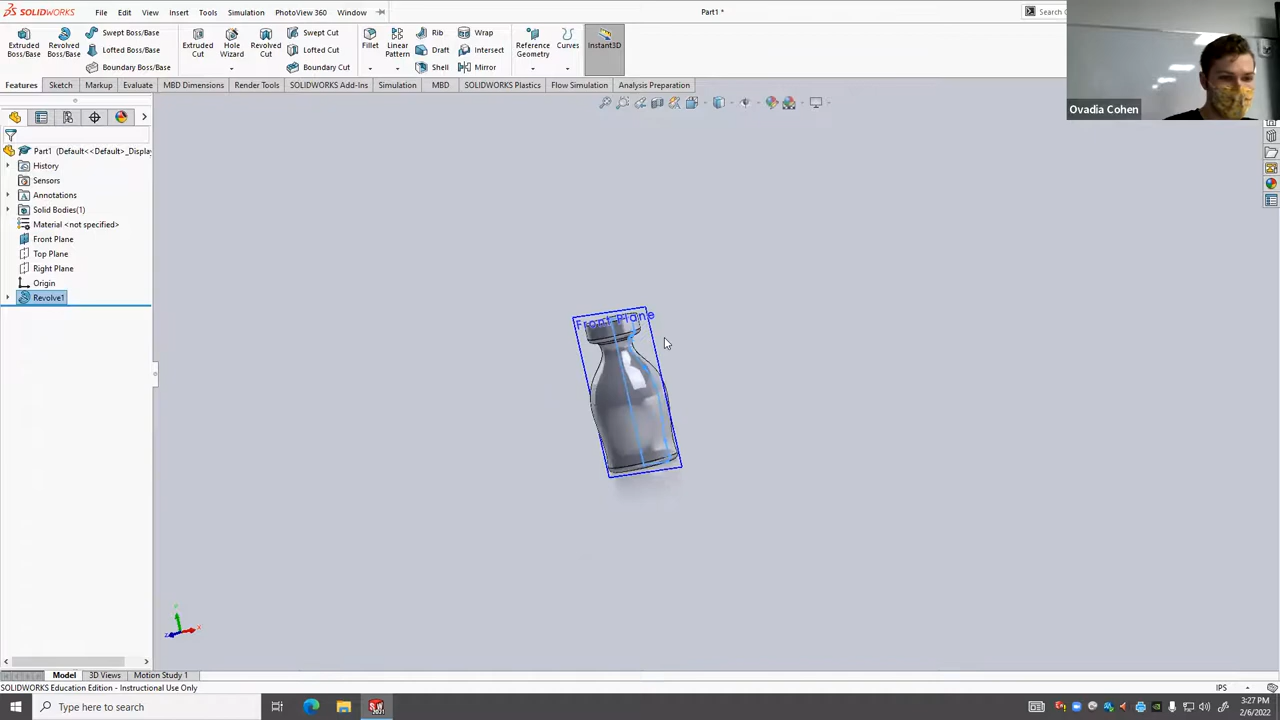 SOLIDWORKS
File Edit View Insert Tools Simulation PhotoView 360 Window
Part1 *
Search
Extruded Boss/Base
Revolved Boss/Base
Swept Boss/Base
Lofted Boss/Base
Boundary Boss/Base
Extruded Cut
Hole Wizard
Revolved Cut
Swept Cut
Lofted Cut
Boundary Cut
Fillet
Linear Pattern
Rib
Draft
Shell
Wrap
Intersect
Mirror
Reference Geometry
Curves
Instant3D
Features Sketch Markup Evaluate MBD Dimensions Render Tools SOLIDWORKS Add-Ins Simulation MBD SOLIDWORKS Plastics Flow Simulation Analysis Preparation
Ovadia Cohen
Part1 (Default<<Default>_Display
History
Sensors
Annotations
Solid Bodies(1)
Material <not specified>
Front Plane
Top Plane
Right Plane
Origin
Revolve1
Front Plane
Model 3D Views Motion Study 1
SOLIDWORKS Education Edition - Instructional Use Only
IPS
Type here to search
3:27 PM
2/6/2022